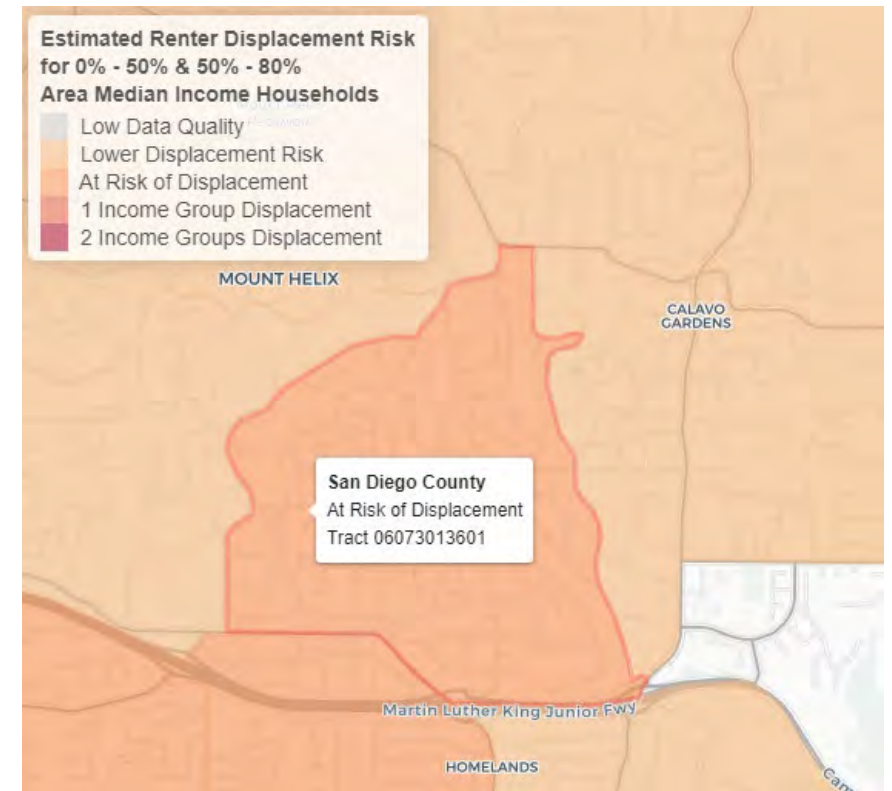 Estimated Renter Displacement Risk
for 0% - 50% & 50% - 80%
Area Median Income Households
Low Data Quality
Lower Displacement Risk
At Risk of Displacement
1 Income Group Displacement
2 Income Groups Displacement
MOUNT HELIX
CALAVO
GARDENS
San Diego County
At Risk of Displacement
Tract 06073013601
Martin Luther King Junior Fwy
HOMELANDS
Cam